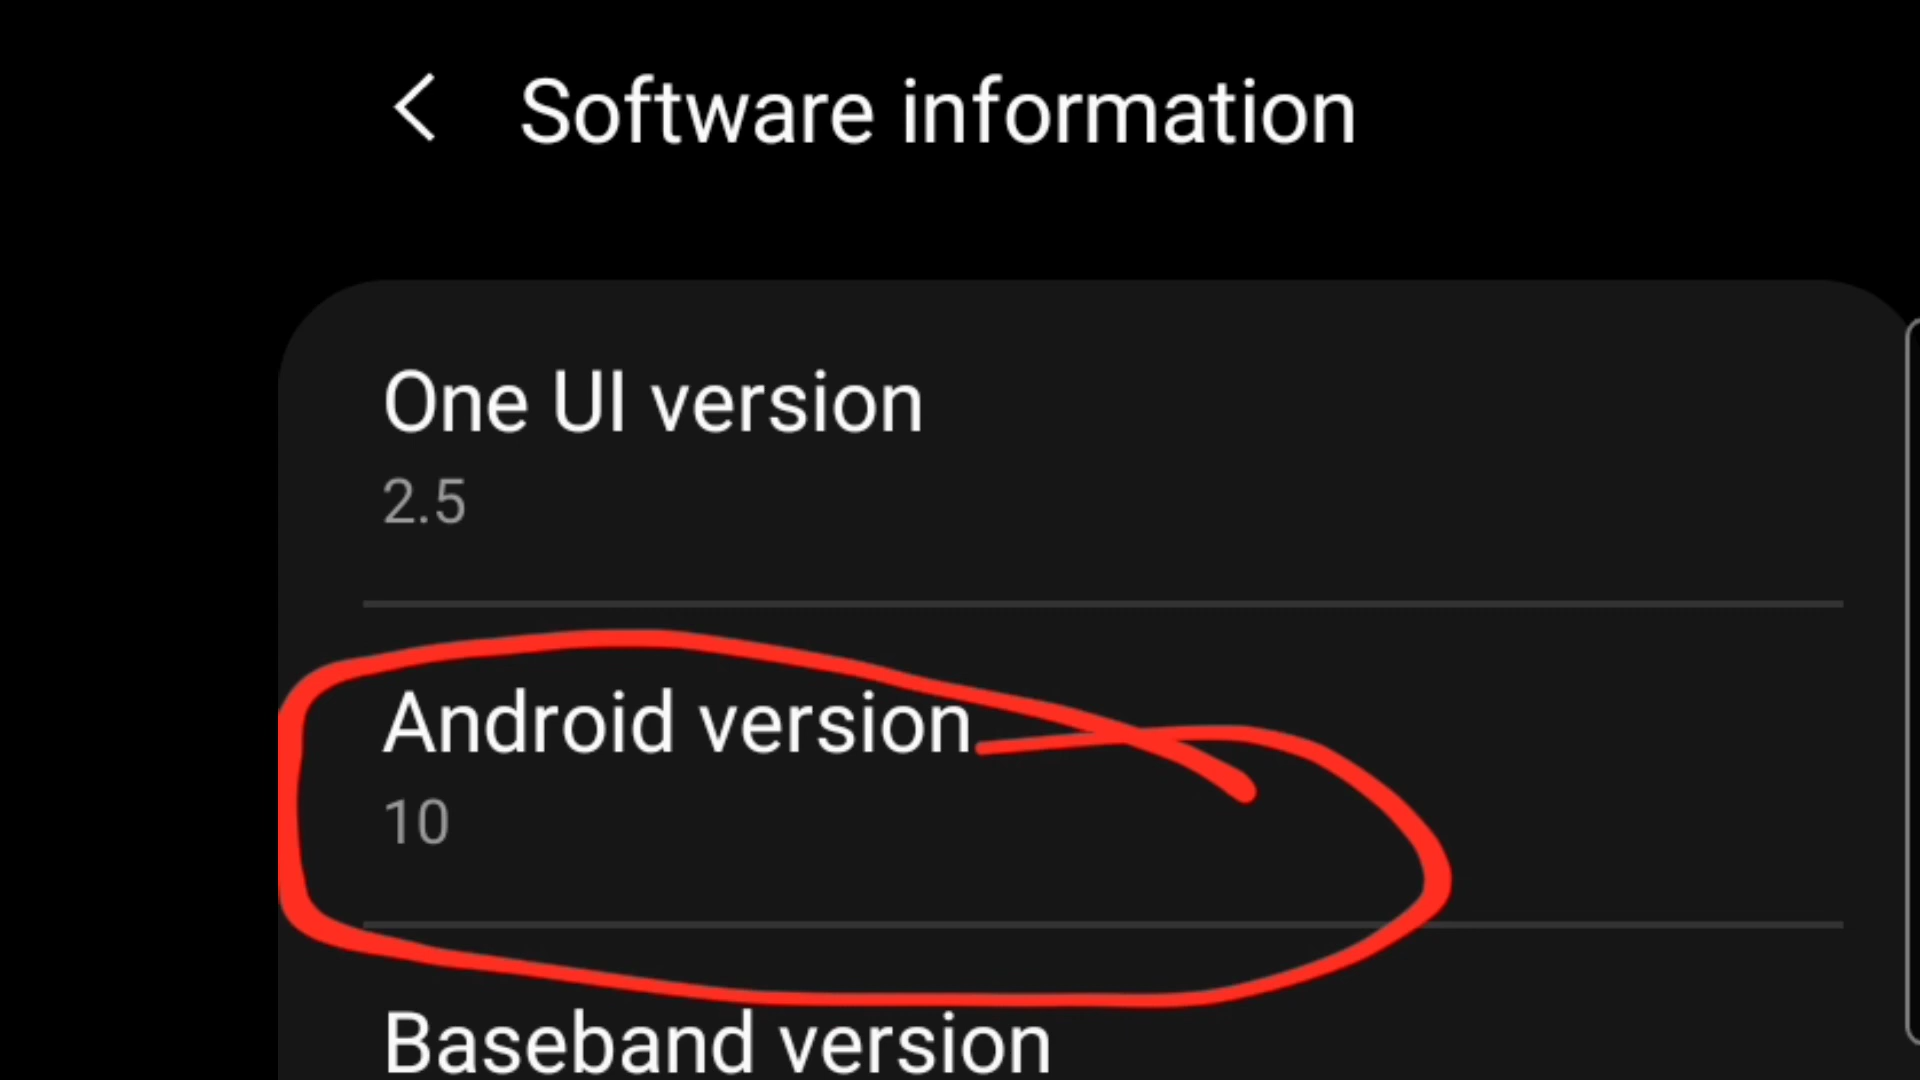 Software information
One UI version
2.5
Android version
10
Baseband version